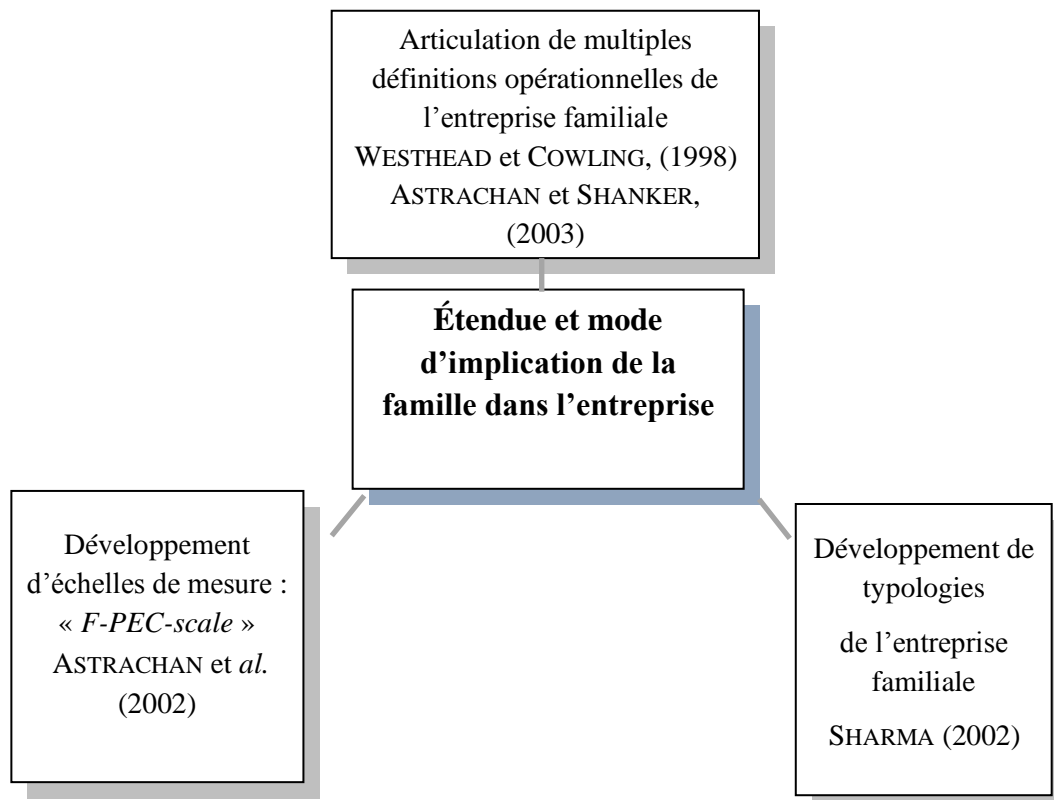 Articulation de multiples
définitions opérationnelles de
l’entreprise familiale
WESTHEAD et COWLING, (1998)
ASTRACHAN et SHANKER,
(2003)
Étendue et mode
d’implication de la
famille dans l’entreprise
Développement
d’échelles de mesure :
« F-PEC-scale »
ASTRACHAN et al.
(2002)
Développement de
typologies
de l’entreprise
familiale
SHARMA (2002)